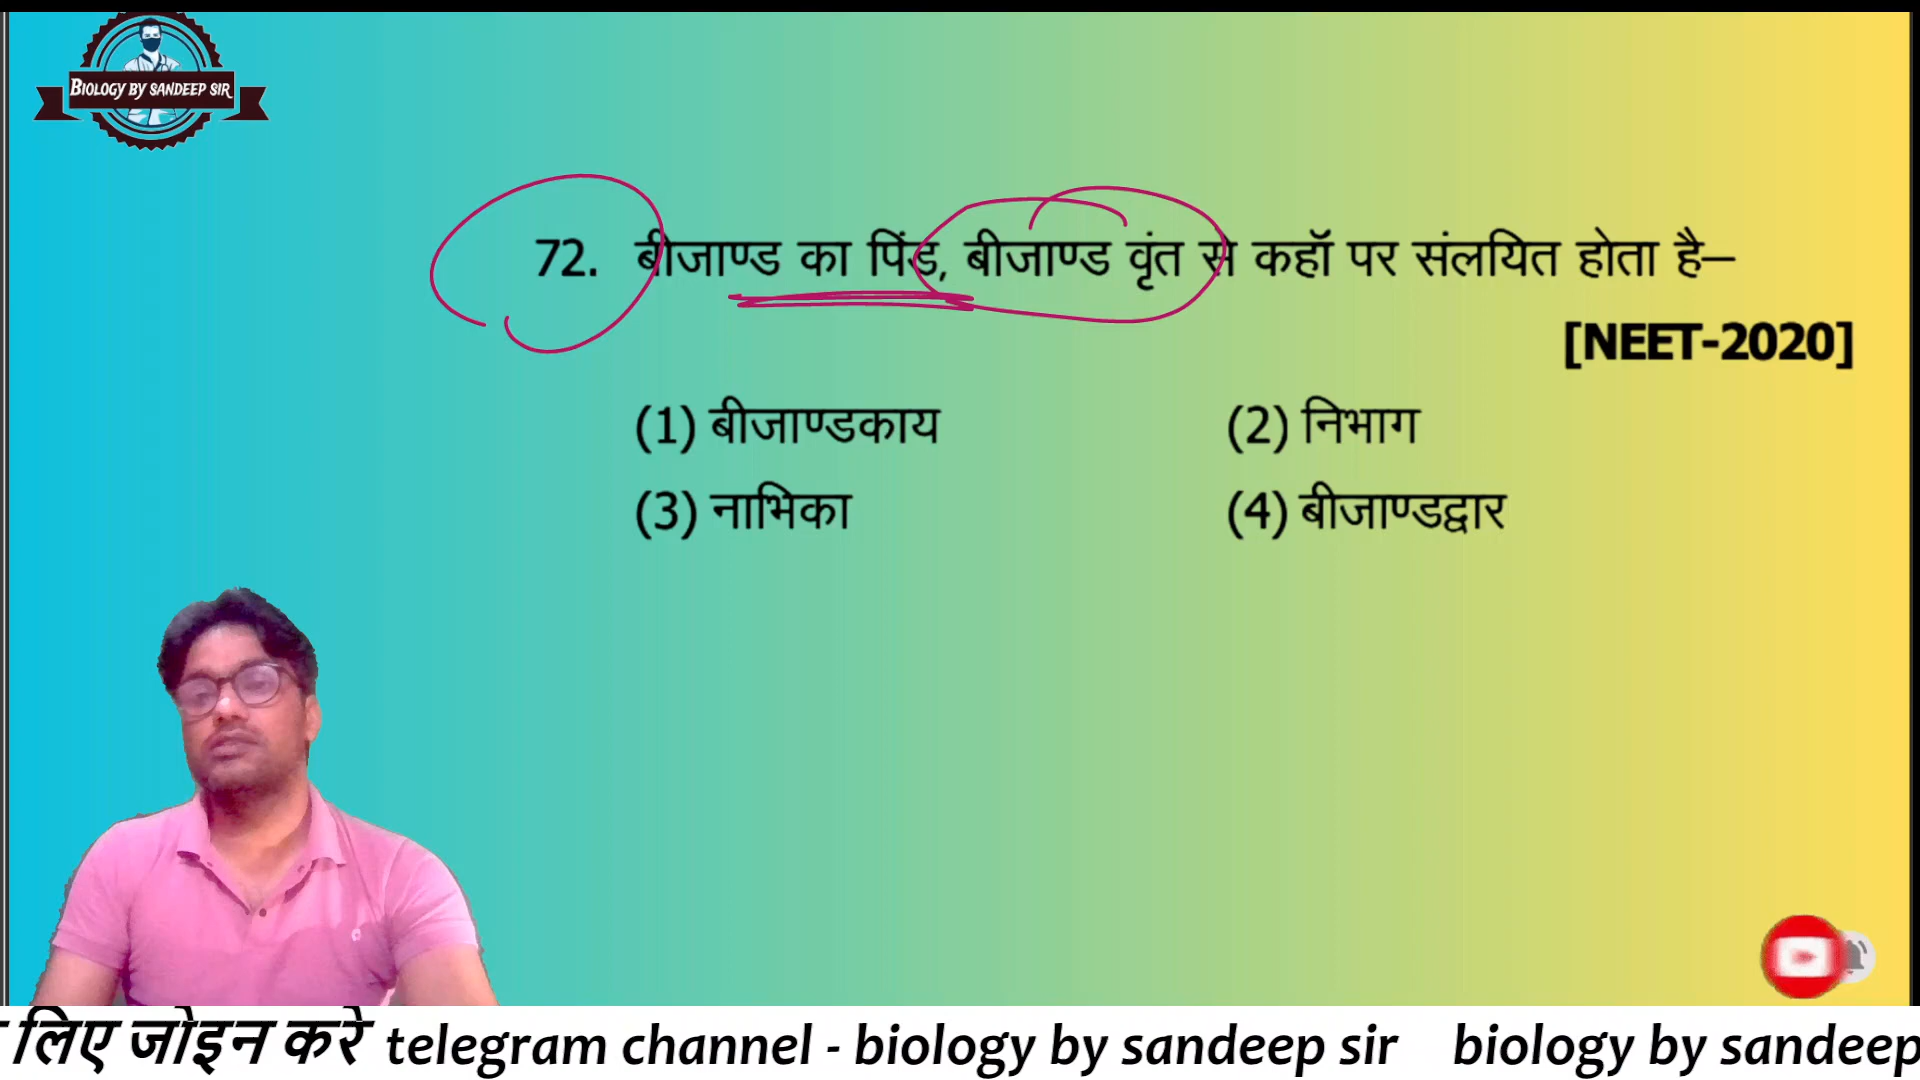 BIOLOGY BY SANDEEP SIR
72. बीजाण्ड का पिंड, बीजाण्ड वृंत से कहॉ पर संलयित होता है–
[NEET-2020]
(1) बीजाण्डकाय (2) निभाग
(3) नाभिका (4) बीजाण्डद्वार
लिए जोइन करे telegram channel - biology by sandeep sir biology by sandeep